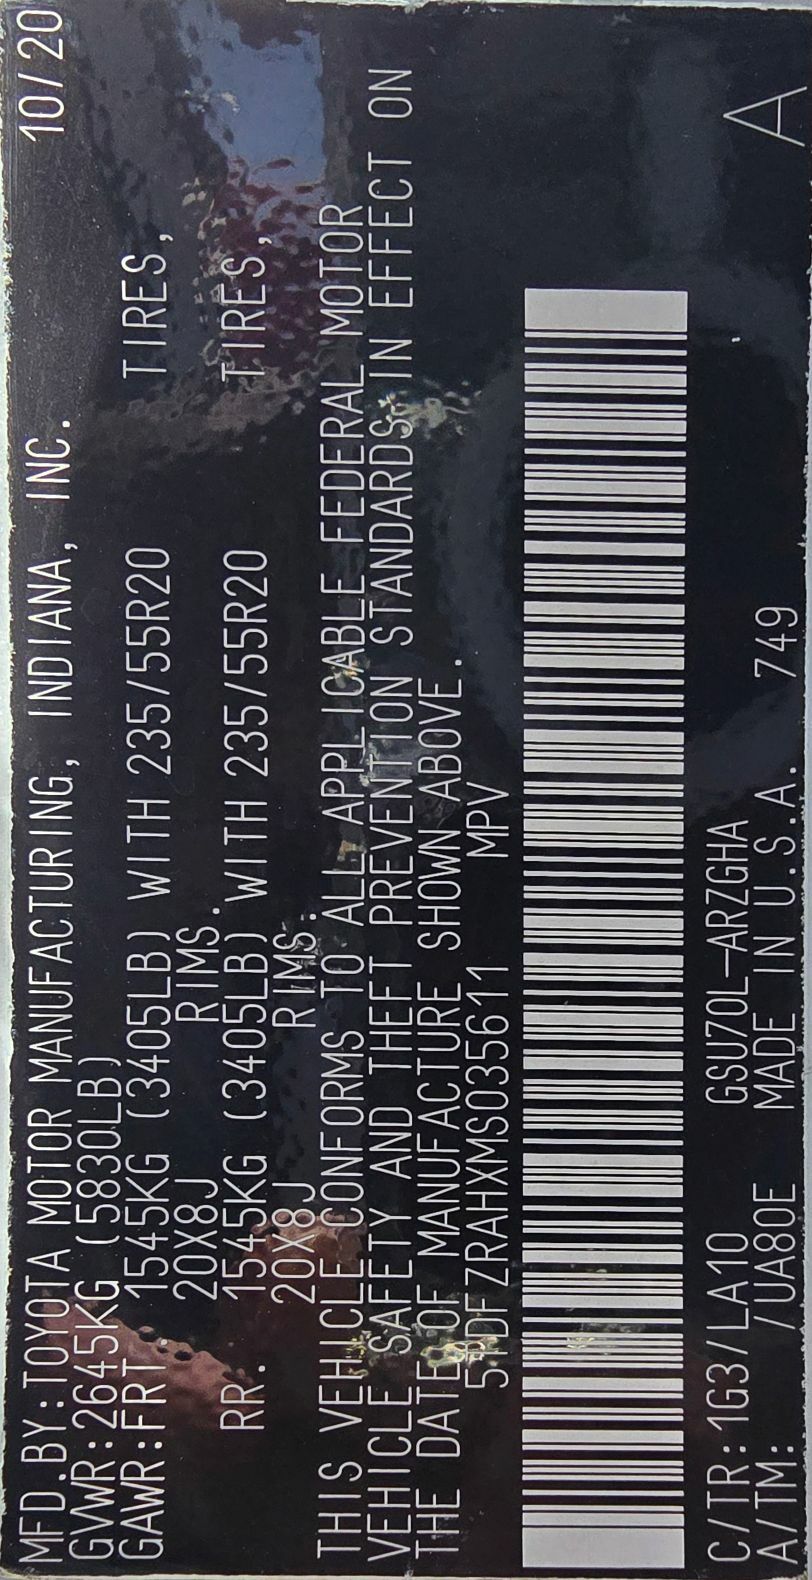 MFD.BY:TOYOTA MOTOR MANUFACTURING, INDIANA, INC. 10/20
GVWR:2645KG (5830LB)
GAWR:FRT. 1545KG (3405LB) WITH 235/55R20 TIRES,
20X8J RIMS.
RR. 1545KG (3405LB) WITH 235/55R20 TIRES,
20X8J RIMS.
THIS VEHICLE CONFORMS TO ALL APPLICABLE FEDERAL MOTOR
VEHICLE SAFETY AND THEFT PREVENTION STANDARDS IN EFFECT ON
THE DATE OF MANUFACTURE SHOWN ABOVE.
5TDFZRAHXMS035611 MPV
C/TR:1G3/LA10 GSU70L-ARZGHA
A/TM: /UA80E MADE IN U.S.A. 749 A